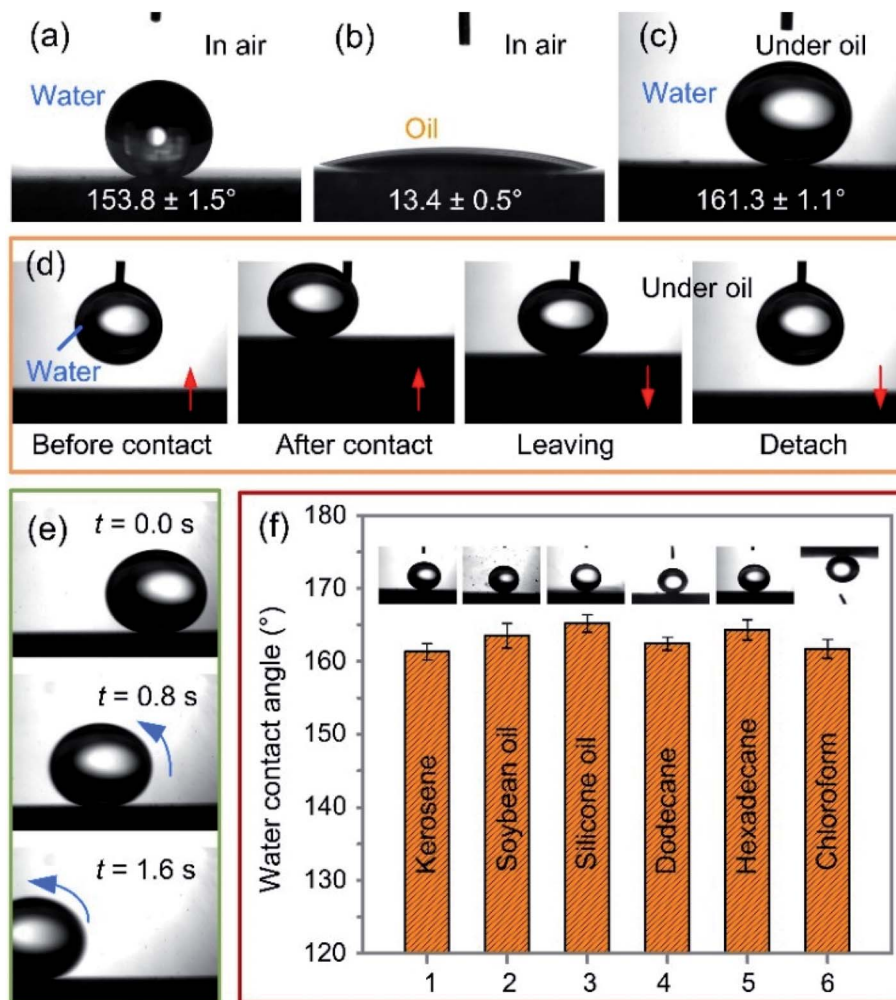 (a)
In air
Water
153.8 ± 1.5°
(b)
In air
Oil
13.4 ± 0.5°
(c)
Under oil
Water
161.3 ± 1.1°
(d)
Water
Under oil
Before contact
After contact
Leaving
Detach
(e)
t = 0.0 s
t = 0.8 s
t = 1.6 s
(f)
Water contact angle (°)
180
170
160
150
140
130
120
Kerosene
Soybean oil
Silicone oil
Dodecane
Hexadecane
Chloroform
1
2
3
4
5
6